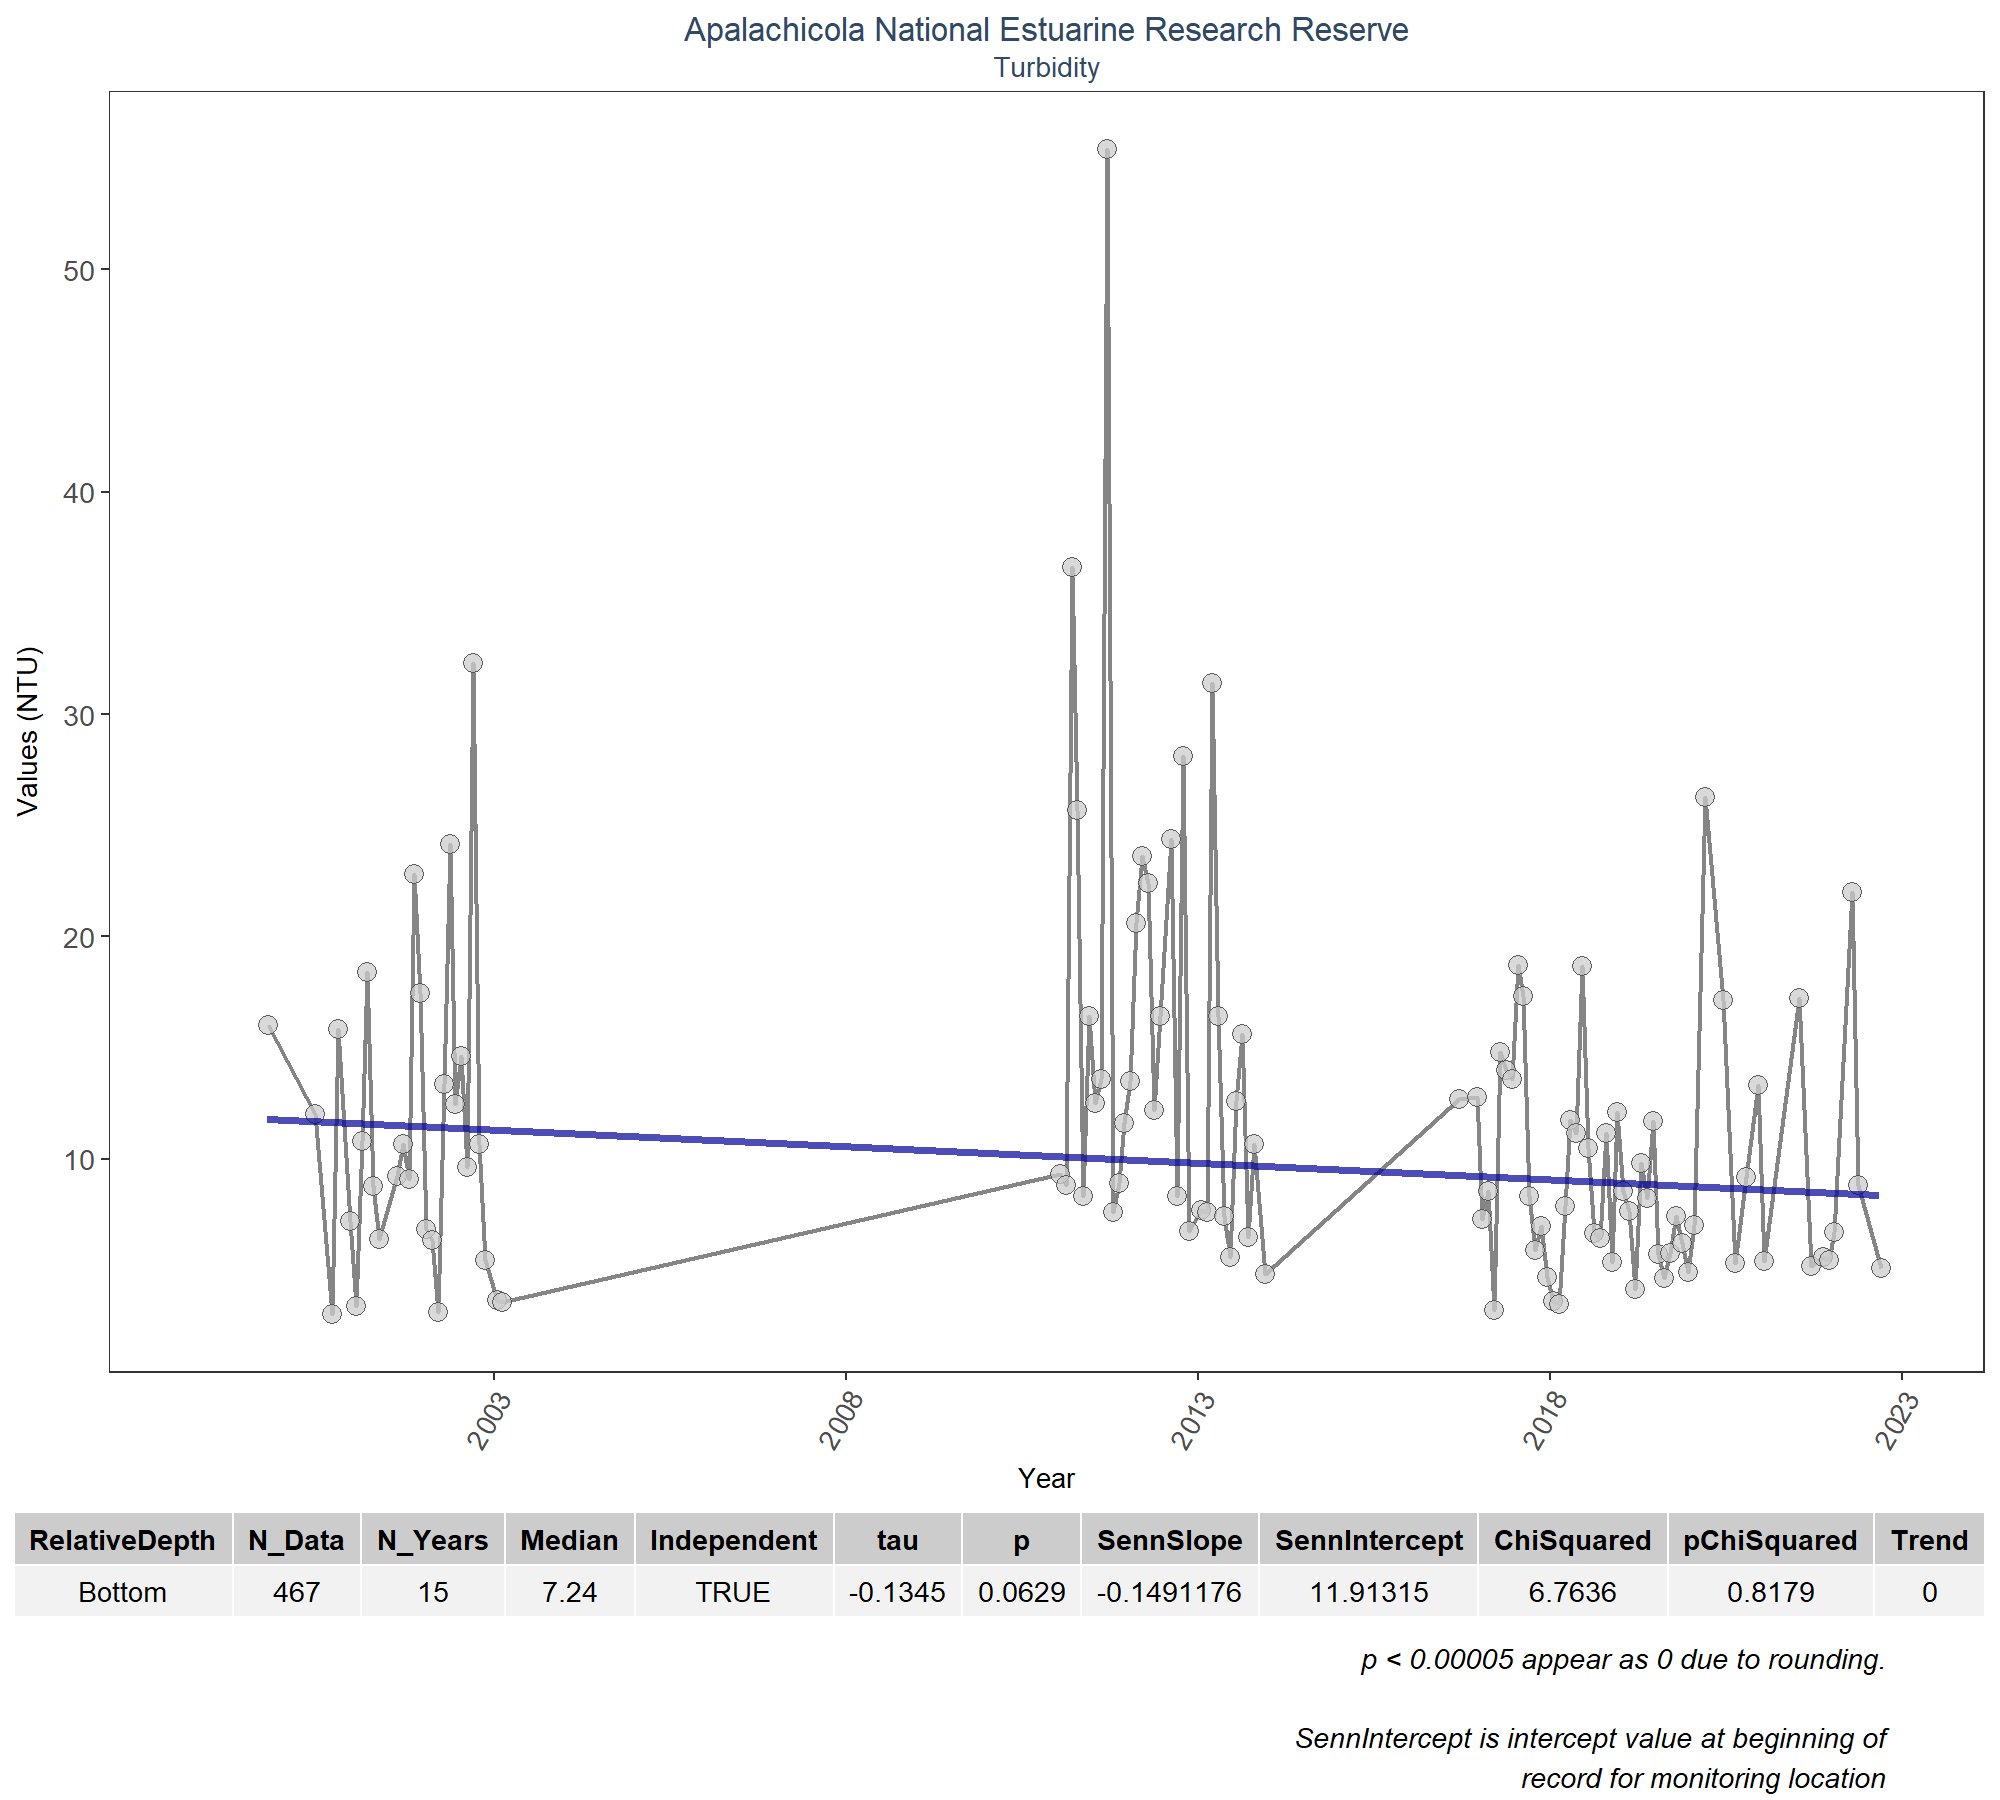 Apalachicola National Estuarine Research Reserve
Turbidity
Values (NTU)
50
40
30
20
10
2003
2008
2013
2018
2023
Year
RelativeDepth N_Data N_Years Median Independent tau p SennSlope SennIntercept ChiSquared pChiSquared Trend
Bottom 467 15 7.24 TRUE -0.1345 0.0629 -0.1491176 11.91315 6.7636 0.8179 0
p < 0.00005 appear as 0 due to rounding.
SennIntercept is intercept value at beginning of
record for monitoring location